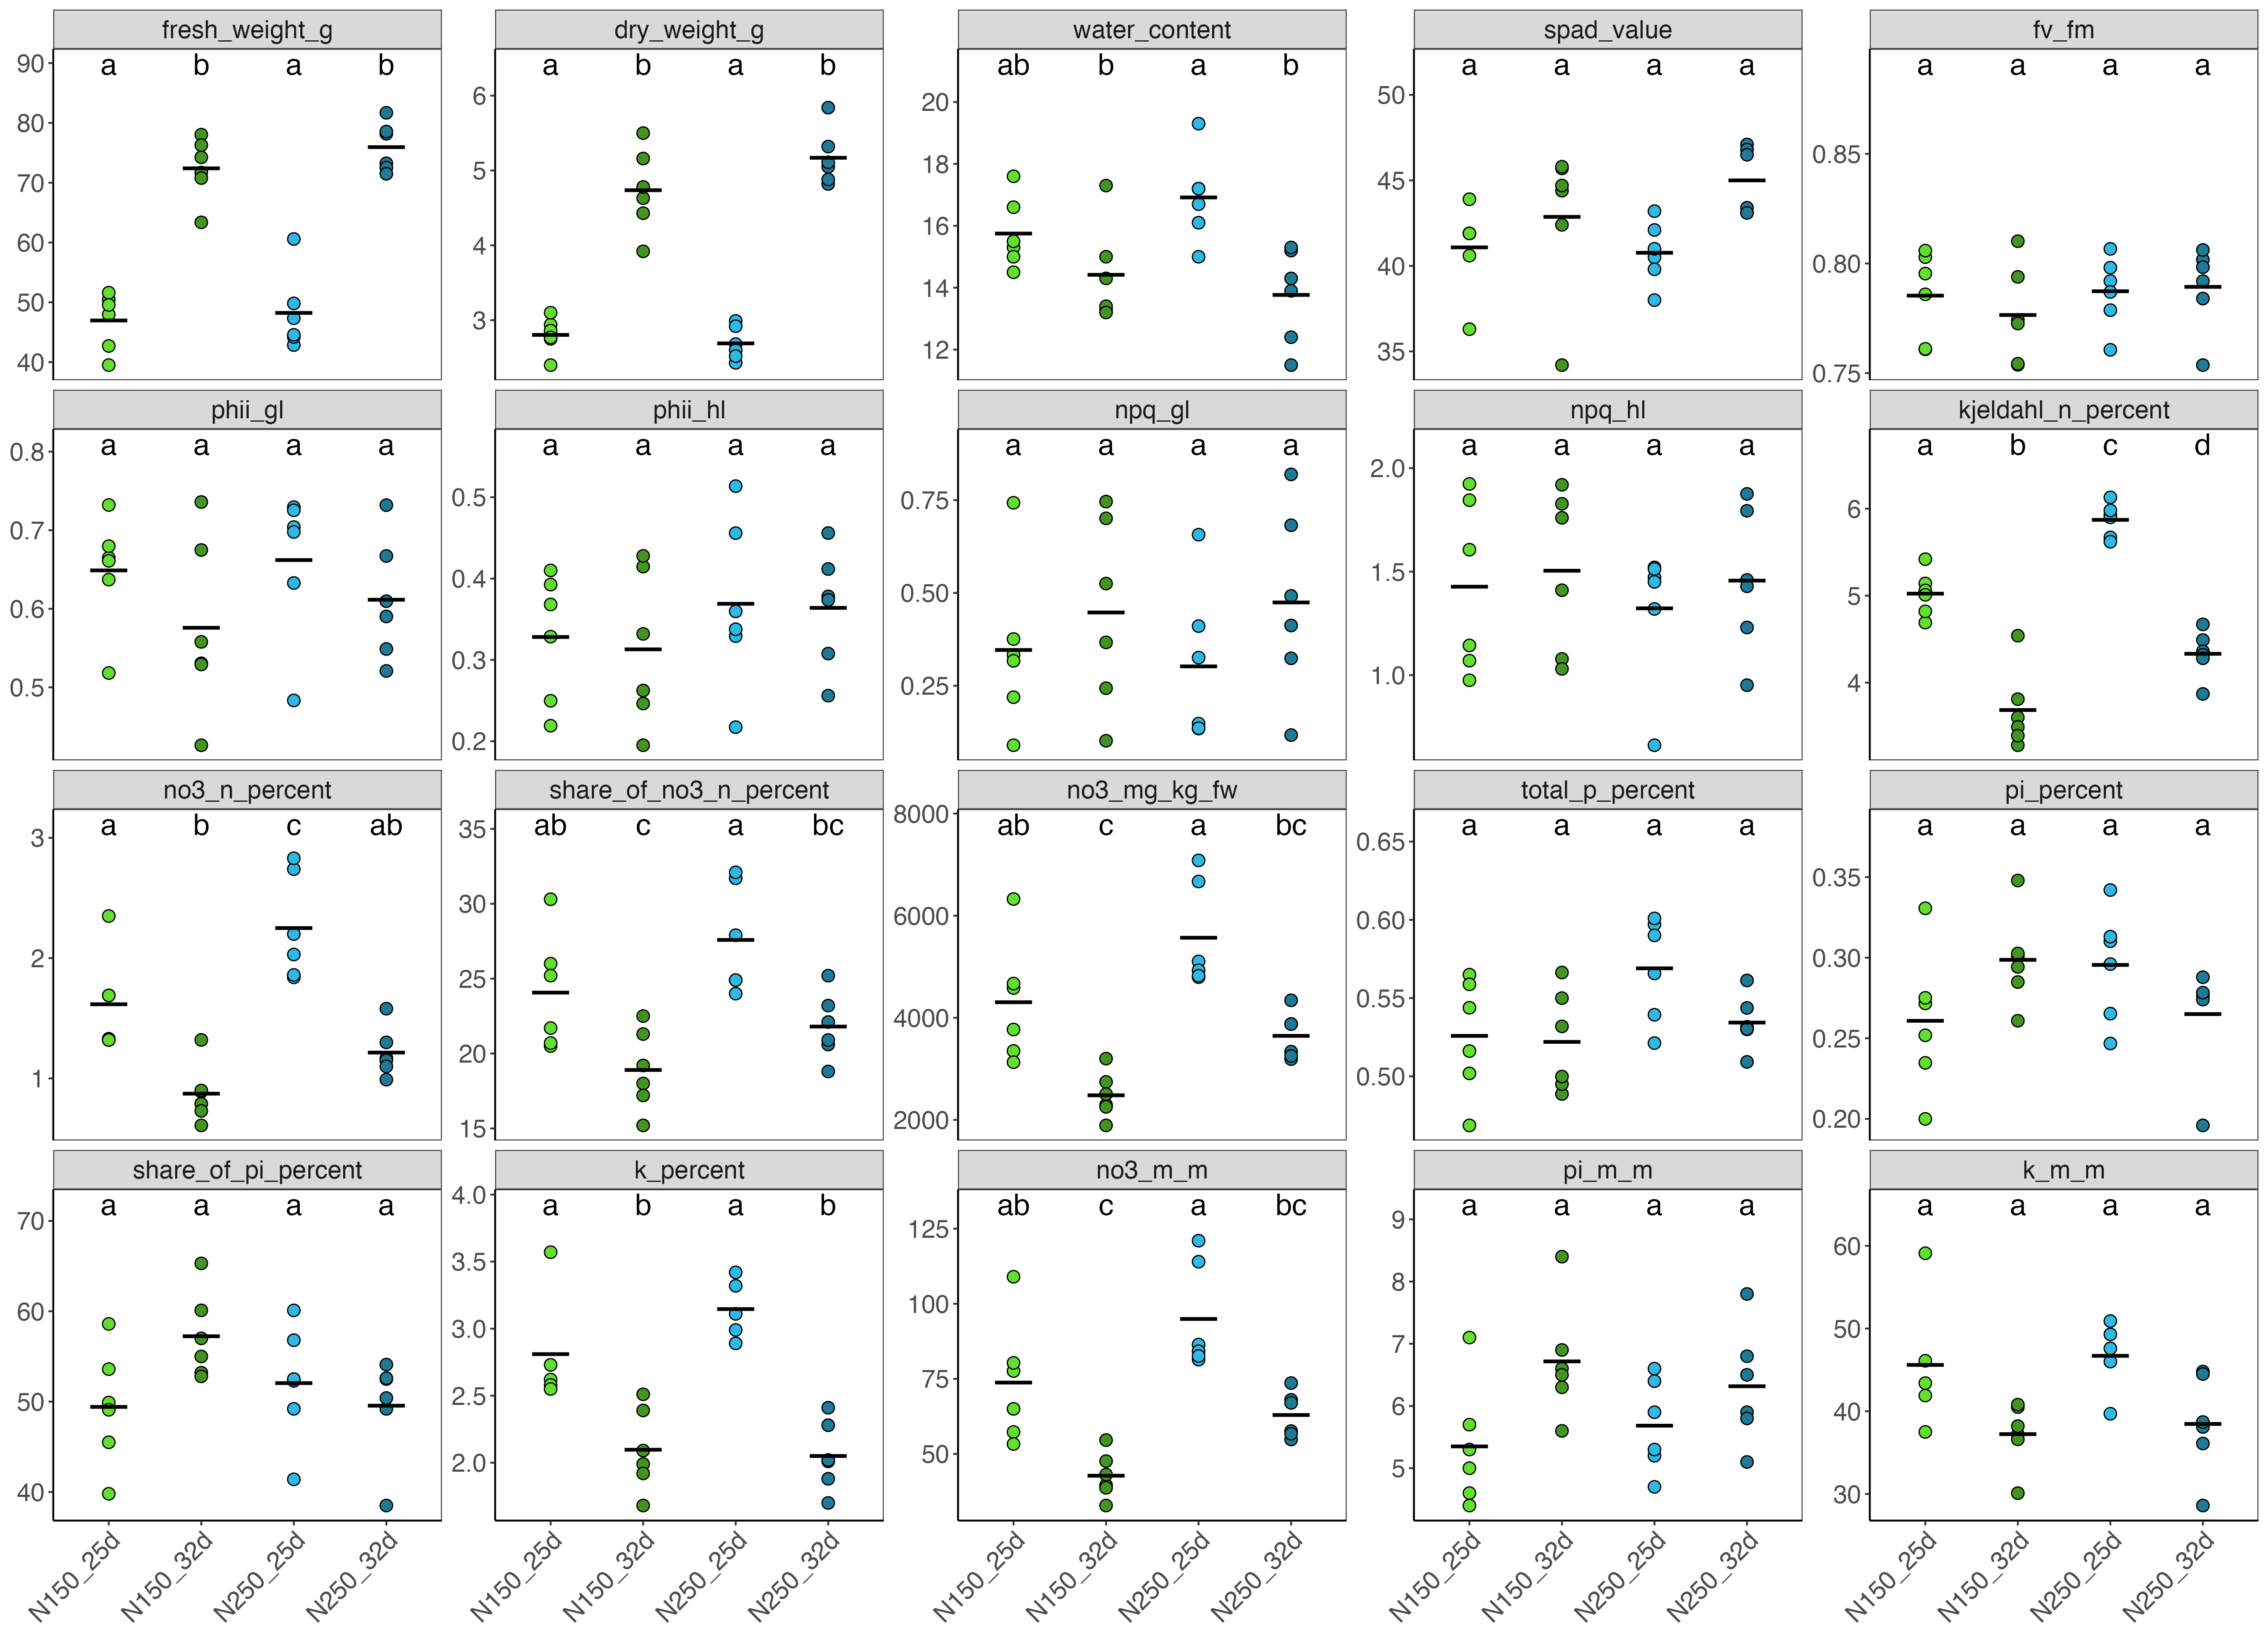 fresh_weight_g dry_weight_g water_content spad_value fv_fm
a b a b a b a b ab b a b a a a a a a a a
90 80 70 60 50 40
6 5 4 3
20 18 16 14 12
50 45 40 35
0.85 0.80 0.75
phii_gl phii_hl npq_gl npq_hl kjeldahl_n_percent
a a a a a a a a a a a a a a a a a b c d
0.8 0.7 0.6 0.5
0.5 0.4 0.3 0.2
0.75 0.50 0.25
2.0 1.5 1.0
6 5 4
no3_n_percent share_of_no3_n_percent no3_mg_kg_fw total_p_percent pi_percent
a b c ab ab c a bc ab c a bc a a a a a a a a
3 2 1
35 30 25 20 15
8000 6000 4000 2000
0.65 0.60 0.55 0.50
0.35 0.30 0.25 0.20
share_of_pi_percent k_percent no3_m_m pi_m_m k_m_m
a a a a a b a b ab c a bc a a a a a a a a
70 60 50 40
4.0 3.5 3.0 2.5 2.0
125 100 75 50
9 8 7 6 5
60 50 40 30
N150_25d N150_32d N250_25d N250_32d N150_25d N150_32d N250_25d N250_32d N150_25d N150_32d N250_25d N250_32d N150_25d N150_32d N250_25d N250_32d N150_25d N150_32d N250_25d N250_32d